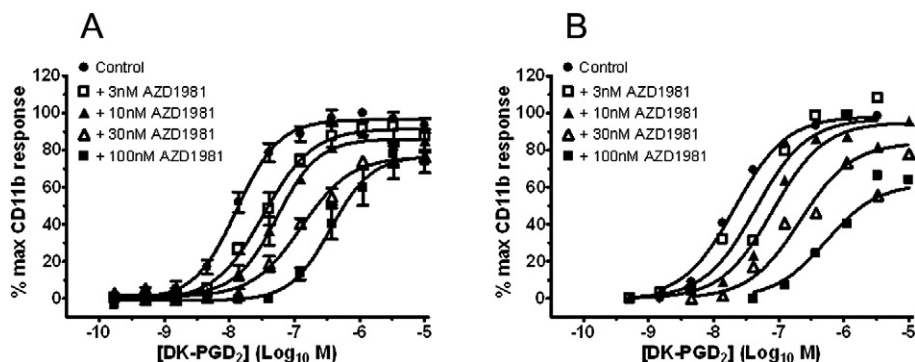 A
Control
+ 3nM AZD1981
+ 10nM AZD1981
+ 30nM AZD1981
+ 100nM AZD1981
% max CD11b response
120
100
80
60
40
20
0
-10 -9 -8 -7 -6 -5
[DK-PGD2] (Log10 M)
B
Control
+ 3nM AZD1981
+ 10nM AZD1981
+ 30nM AZD1981
+ 100nM AZD1981
% max CD11b response
120
100
80
60
40
20
0
-10 -9 -8 -7 -6 -5
[DK-PGD2] (Log10 M)